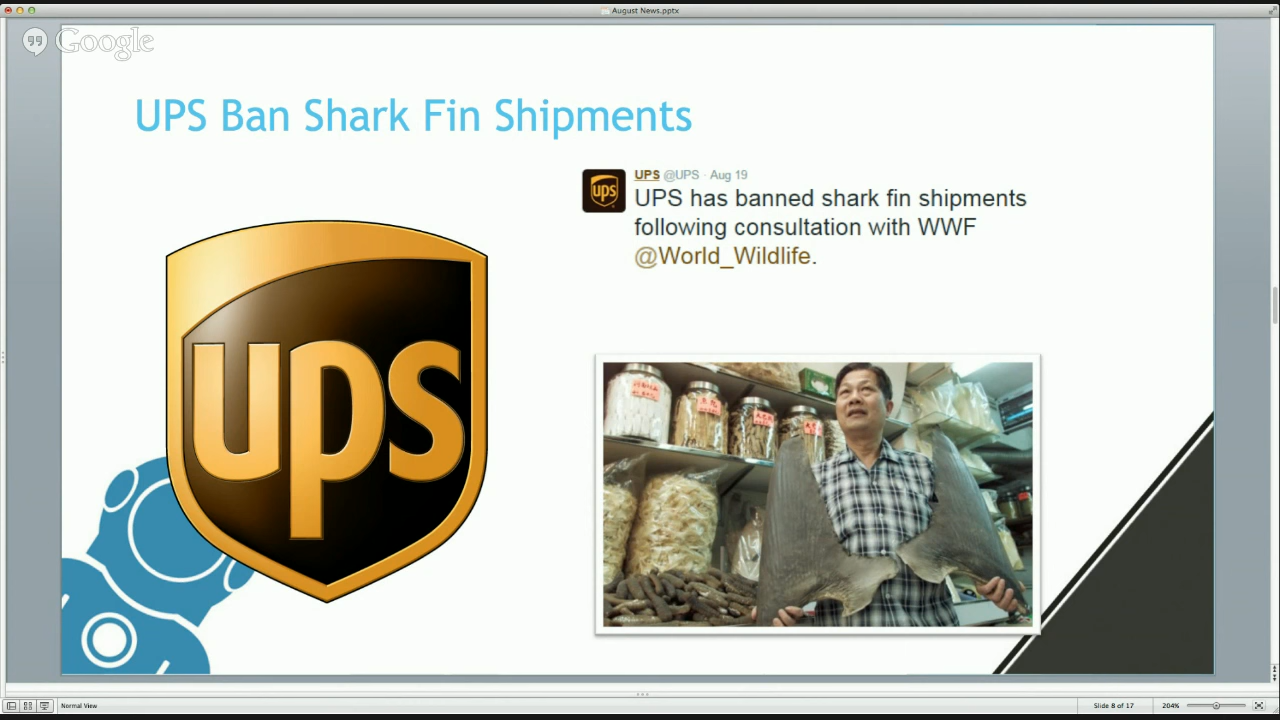 August News.pptx
Google
UPS Ban Shark Fin Shipments
UPS @UPS · Aug 19
UPS has banned shark fin shipments
following consultation with WWF
@World_Wildlife.
ups
ups
Normal View
Slide 8 of 17
204%